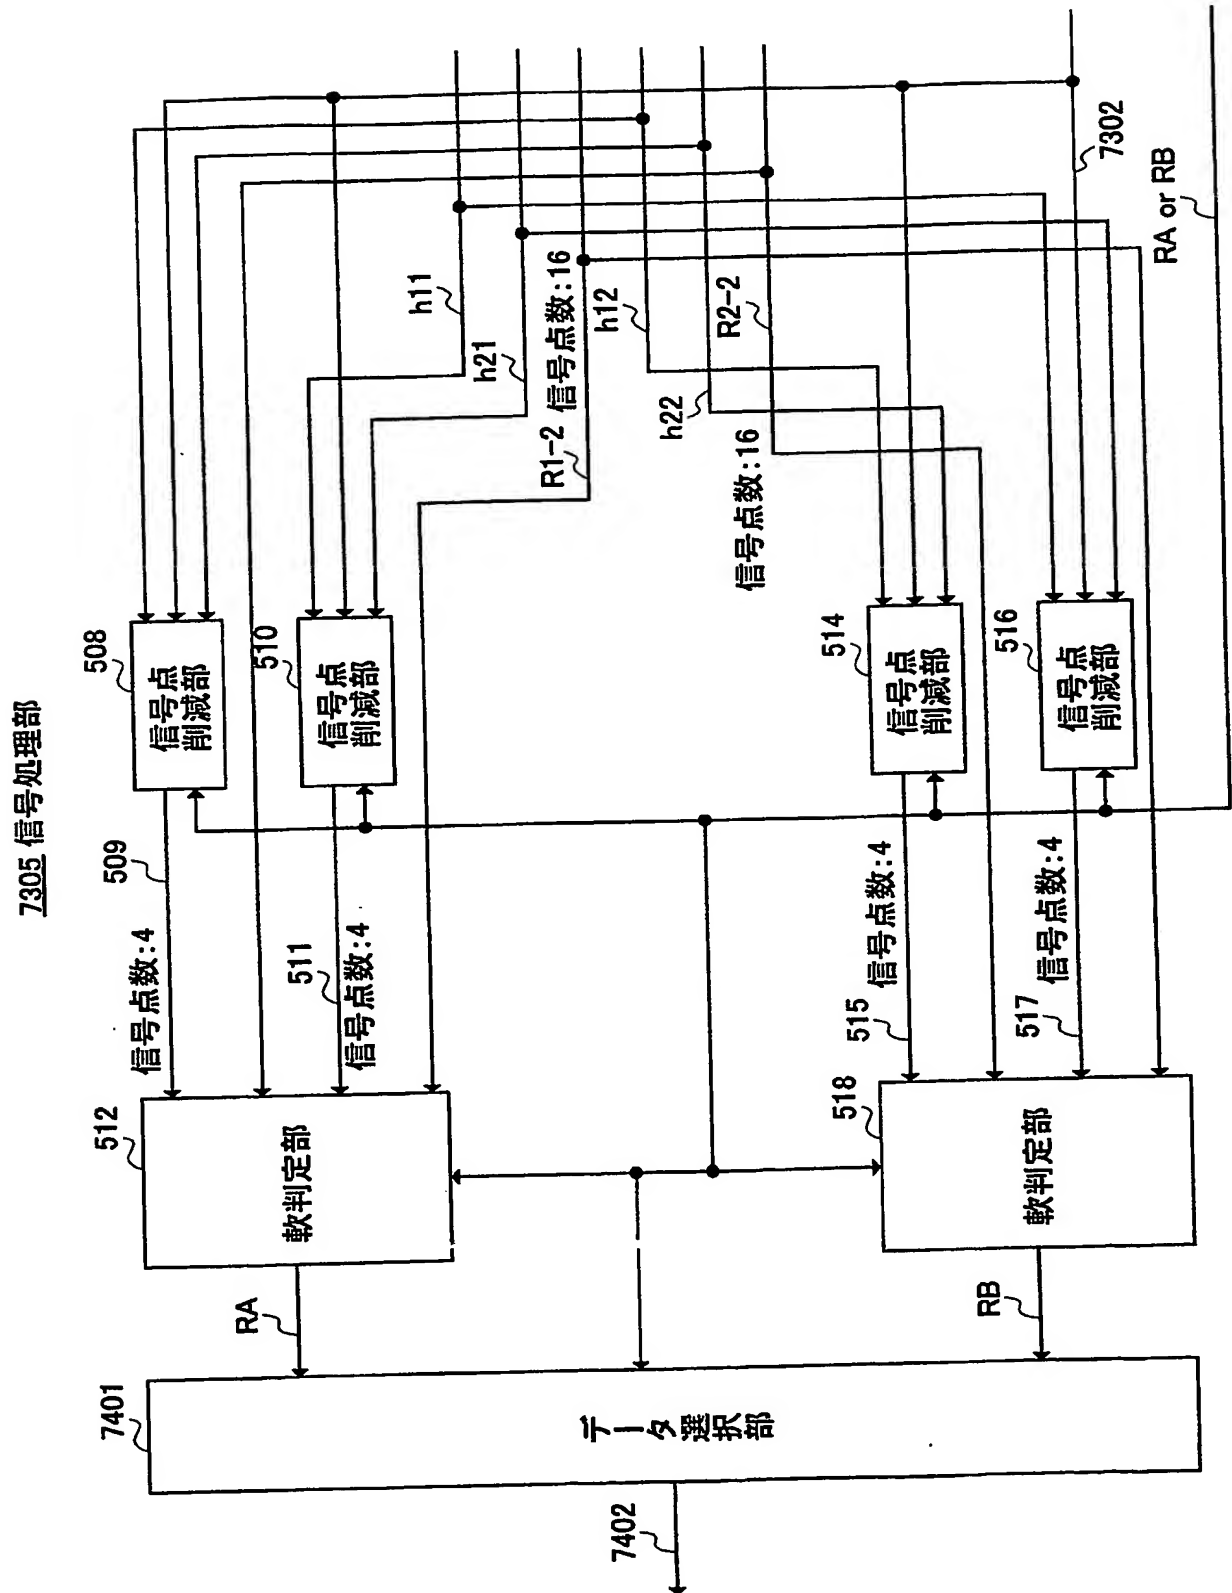 7305 信号処理部
7401
データ選択部
7402
RA
RB
512
軟判定部
518
軟判定部
509
信号点数:4
511
信号点数:4
515
信号点数:4
517
信号点数:4
508
信号点
削減部
510
信号点
削減部
514
信号点
削減部
516
信号点
削減部
h11
h21
R1-2
信号点数:16
h12
h22
R2-2
信号点数:16
7302
RA or RB